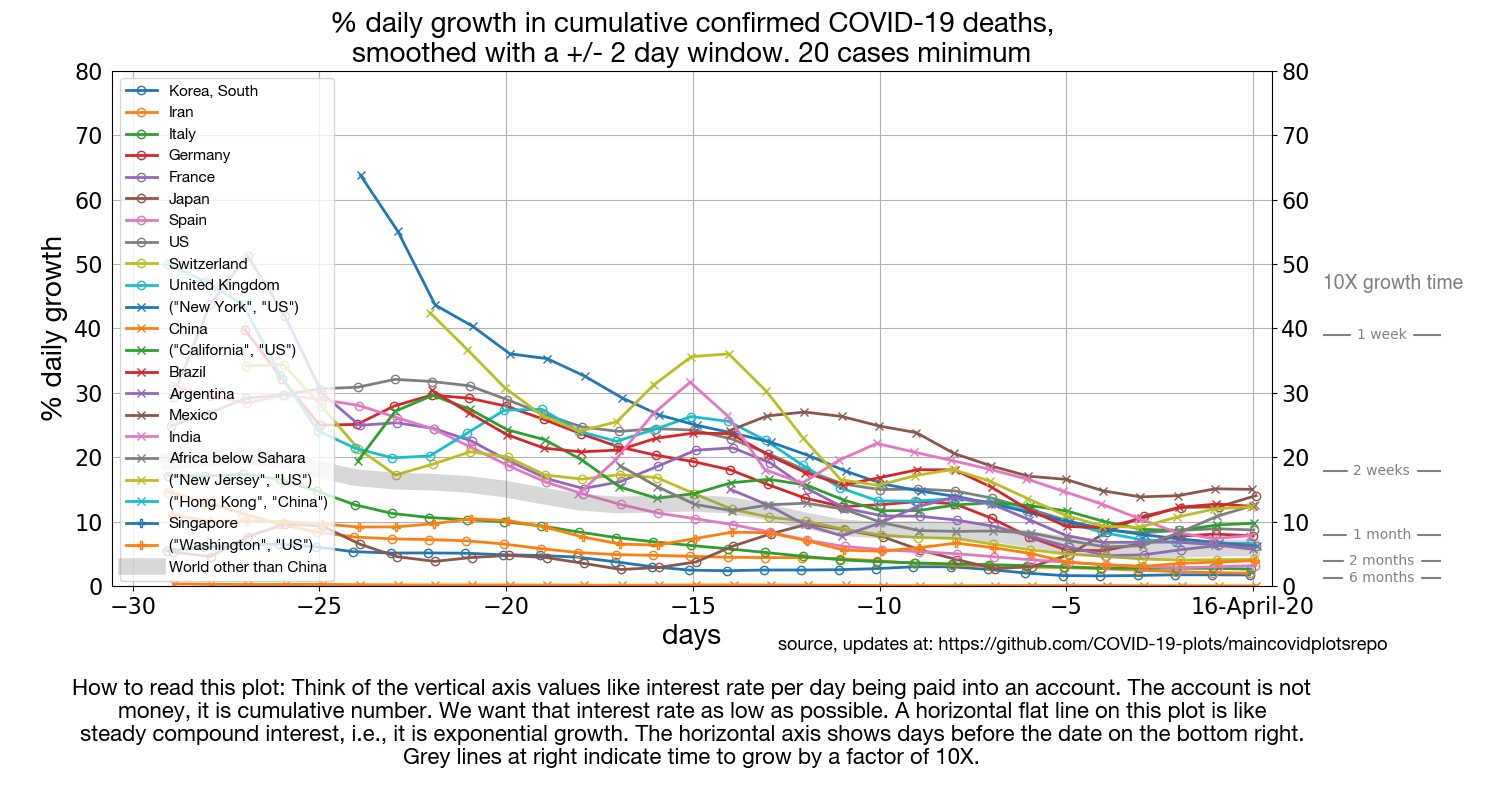 % daily growth in cumulative confirmed COVID-19 deaths,
smoothed with a +/- 2 day window. 20 cases minimum
80
70
60
50
40
30
20
10
0
% daily growth
Korea, South
Iran
Italy
Germany
France
Japan
Spain
US
Switzerland
United Kingdom
("New York", "US")
China
("California", "US")
Brazil
Argentina
Mexico
India
Africa below Sahara
("New Jersey", "US")
("Hong Kong", "China")
Singapore
("Washington", "US")
World other than China
80
70
60
50
40
30
20
10
0
10X growth time
1 week
2 weeks
1 month
2 months
6 months
−30
−25
−20
−15
−10
−5
16-April-20
days
source, updates at: https://github.com/COVID-19-plots/maincovidplotsrepo
How to read this plot: Think of the vertical axis values like interest rate per day being paid into an account. The account is not
money, it is cumulative number. We want that interest rate as low as possible. A horizontal flat line on this plot is like
steady compound interest, i.e., it is exponential growth. The horizontal axis shows days before the date on the bottom right.
Grey lines at right indicate time to grow by a factor of 10X.